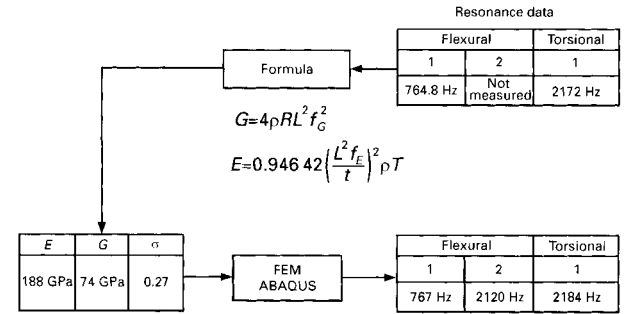 Resonance data
Flexural Torsional
1 2 1
764.8 Hz Not measured 2172 Hz
Formula
G=4ρRL²f_G²
E=0.946 42(L²f_E/t)²ρT
E G σ
188 GPa 74 GPa 0.27
FEM
ABAQUS
Flexural Torsional
1 2 1
767 Hz 2120 Hz 2184 Hz